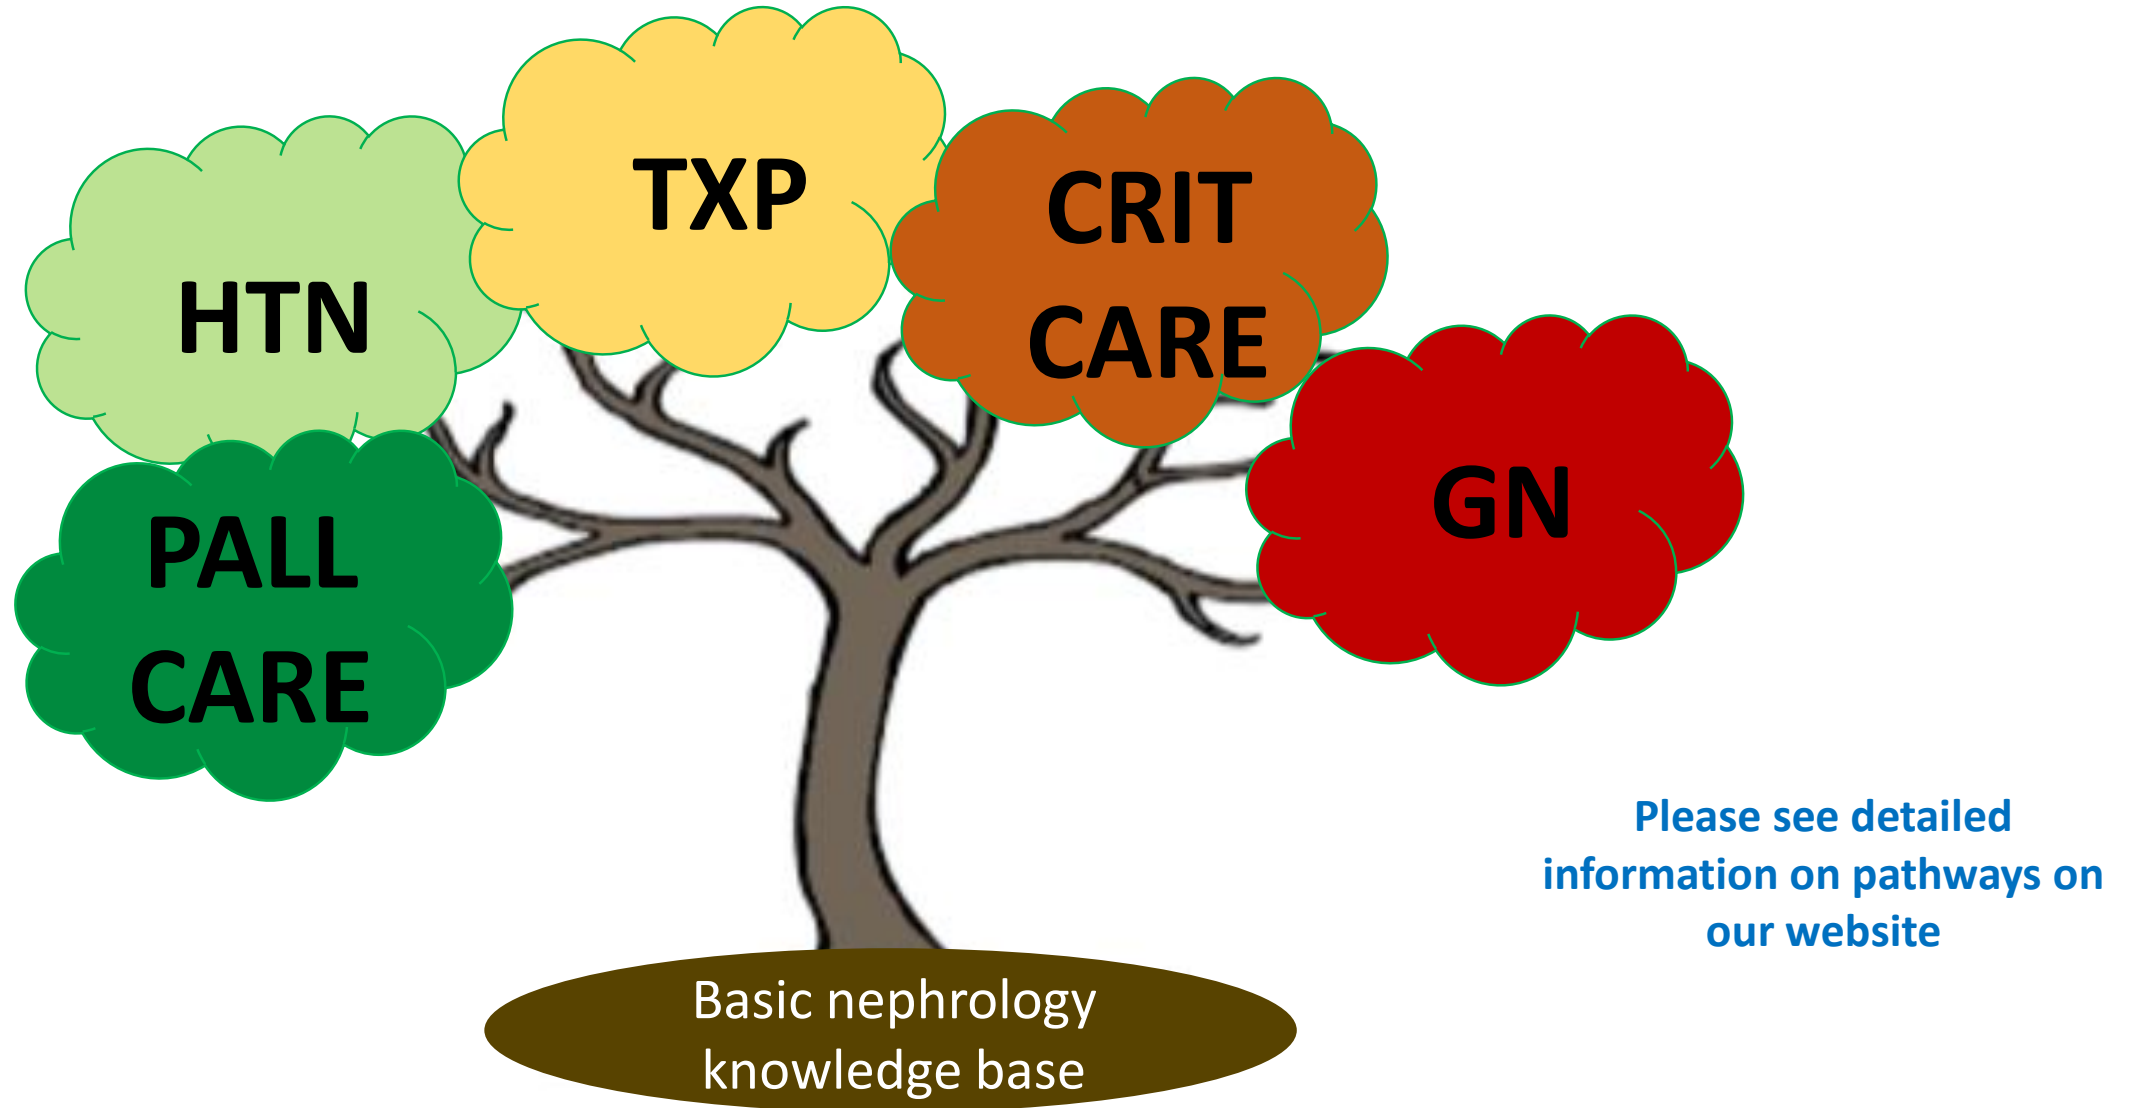 HTN
TXP
CRIT
CARE
GN
PALL
CARE
Please see detailed
information on pathways on
our website
Basic nephrology
knowledge base